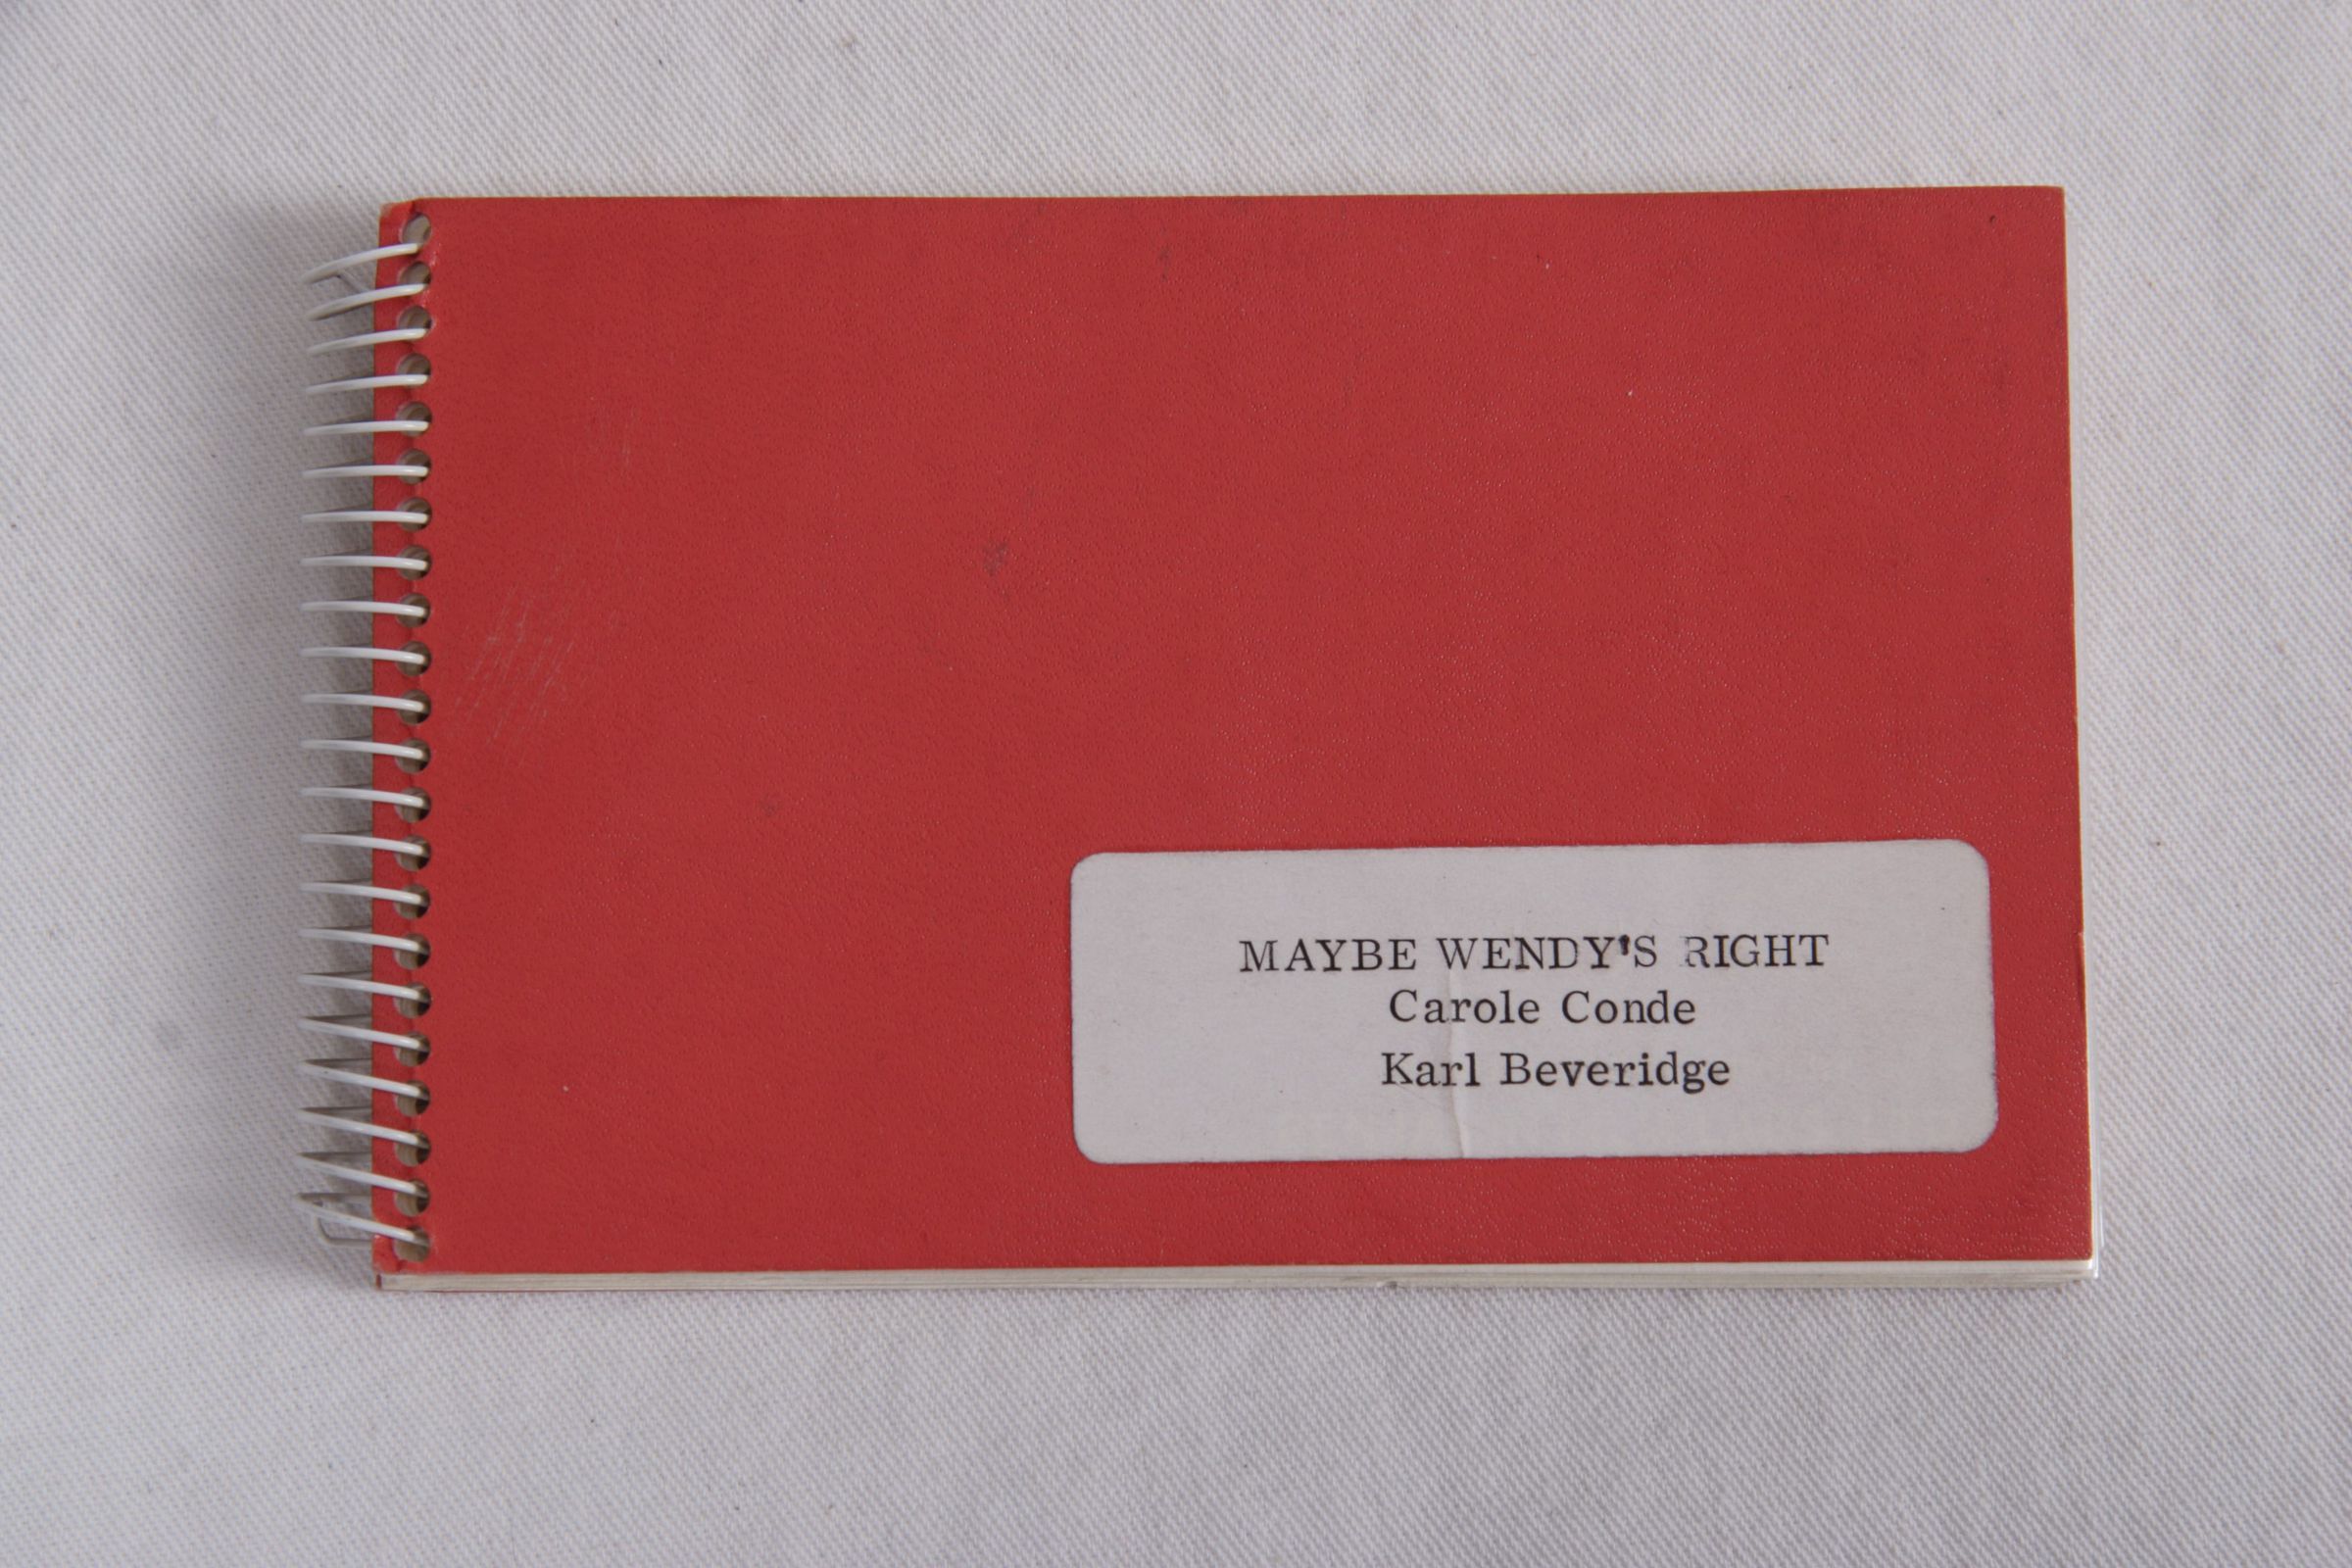 MAYBE WENDY'S RIGHT
Carole Conde
Karl Beveridge